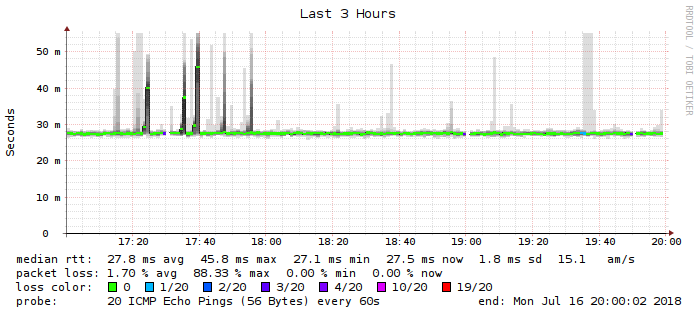 Last 3 Hours
RRDTOOL / TOBI OETIKER
Seconds
50 m
40 m
30 m
20 m
10 m
0
17:20 17:40 18:00 18:20 18:40 19:00 19:20 19:40 20:00
median rtt: 27.8 ms avg 45.8 ms max 27.1 ms min 27.5 ms now 1.8 ms sd 15.1 am/s
packet loss: 1.70 % avg 88.33 % max 0.00 % min 0.00 % now
loss color: 0 1/20 2/20 3/20 4/20 10/20 19/20
probe: 20 ICMP Echo Pings (56 Bytes) every 60s end: Mon Jul 16 20:00:02 2018